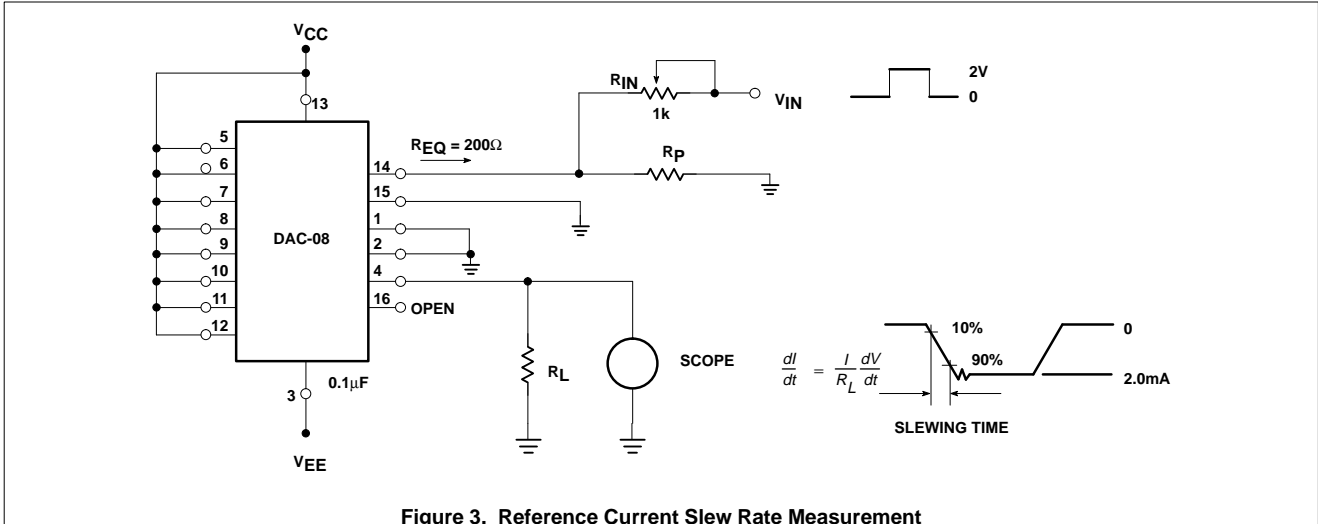 VCC
13
5
6
7
8
9
10
11
12
DAC-08
14
15
1
2
4
16
OPEN
3
0.1μF
VEE
REQ = 200Ω
RIN
1k
VIN
RP
2V
0
RL
SCOPE
dI/dt = I/RL dV/dt
10%
90%
0
2.0mA
SLEWING TIME
Figure 3. Reference Current Slew Rate Measurement